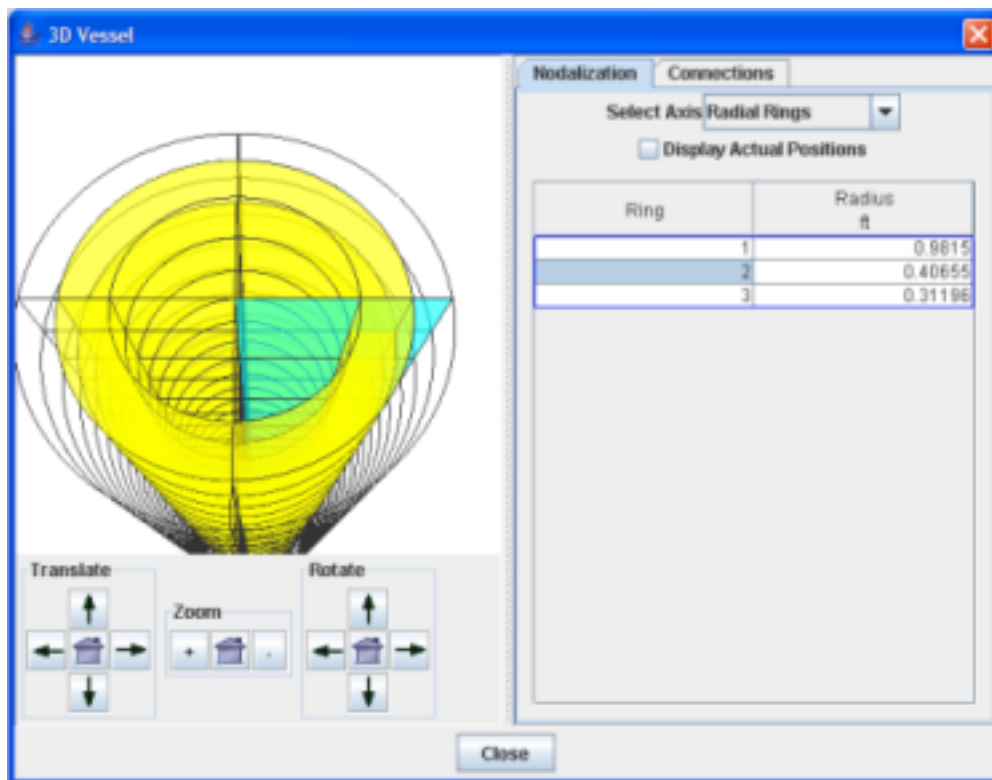 3D Vessel
Nodalization Connections
Select Axis Radial Rings
Display Actual Positions
Ring Radius ft
1 0.9815
2 0.40655
3 0.31196
Translate
Zoom
+ -
Rotate
Close